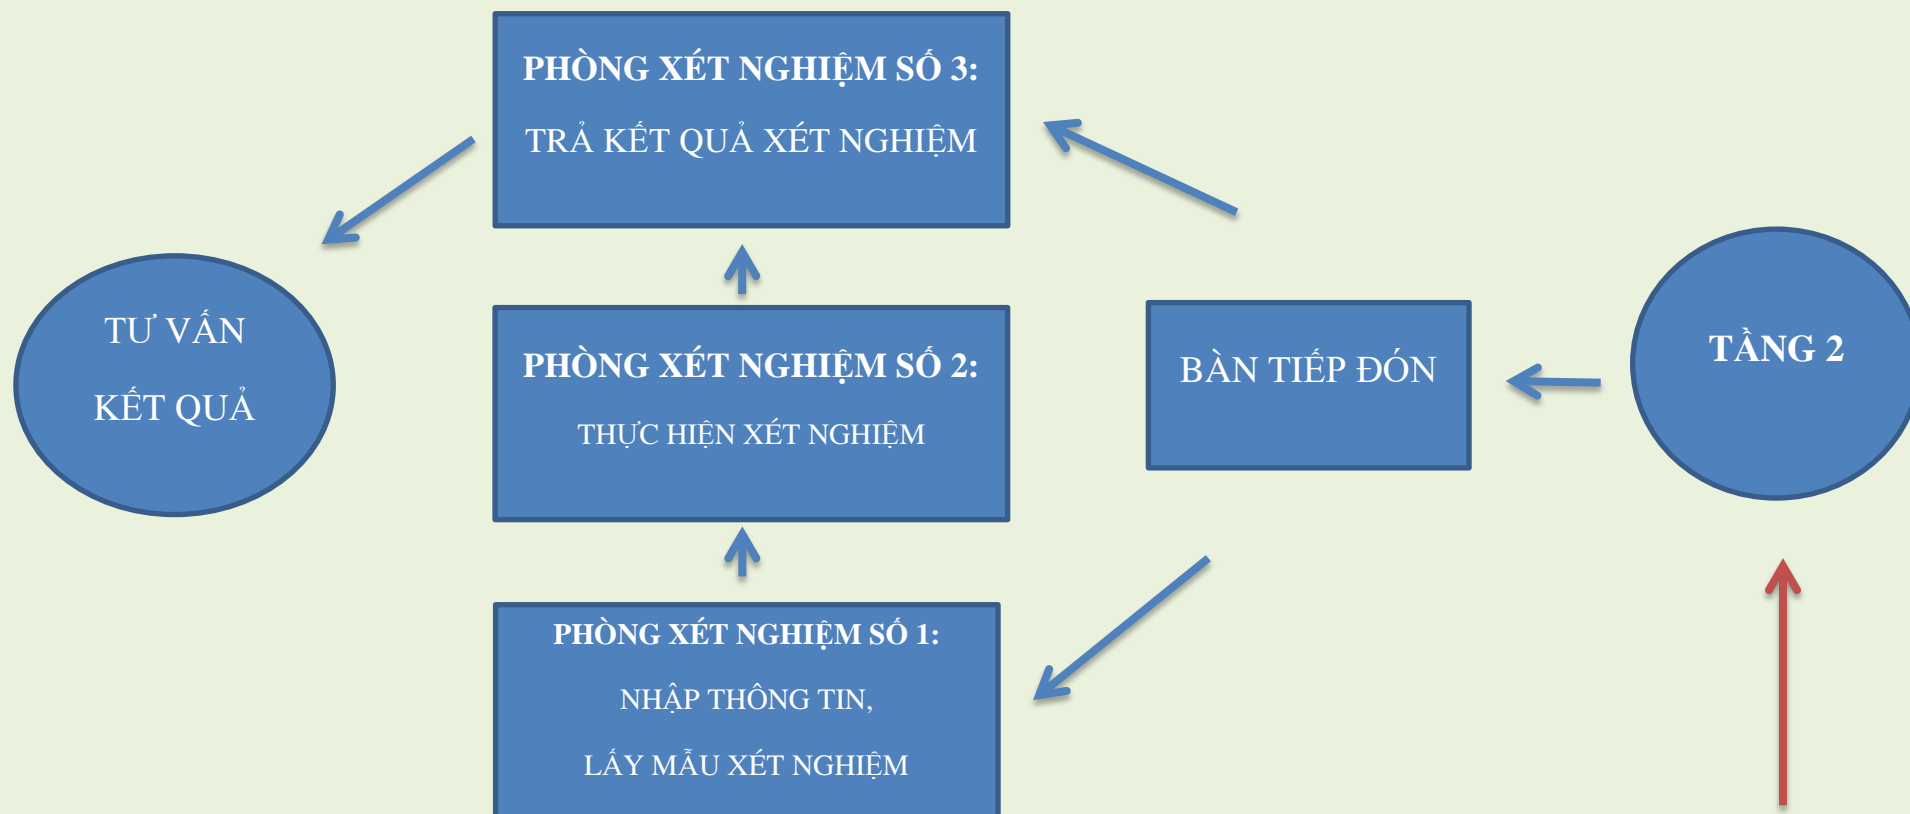 PHÒNG XÉT NGHIỆM SỐ 3:
TRẢ KẾT QUẢ XÉT NGHIỆM
TƯ VẤN
KẾT QUẢ
PHÒNG XÉT NGHIỆM SỐ 2:
THỰC HIỆN XÉT NGHIỆM
BÀN TIẾP ĐÓN
TẦNG 2
PHÒNG XÉT NGHIỆM SỐ 1:
NHẬP THÔNG TIN,
LẤY MẪU XÉT NGHIỆM